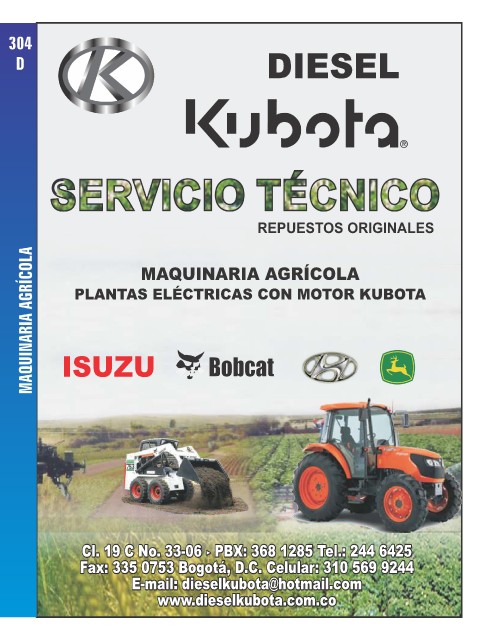 304
D
MAQUINARIA AGRÍCOLA
DIESEL
Kubota®
SERVICIO TÉCNICO
REPUESTOS ORIGINALES
MAQUINARIA AGRÍCOLA
PLANTAS ELÉCTRICAS CON MOTOR KUBOTA
ISUZU Bobcat
Cl. 19 C No. 33-06 - PBX: 368 1285 Tel.: 244 6425
Fax: 335 0753 Bogotá, D.C. Celular: 310 569 9244
E-mail: dieselkubota@hotmail.com
www.dieselkubota.com.co